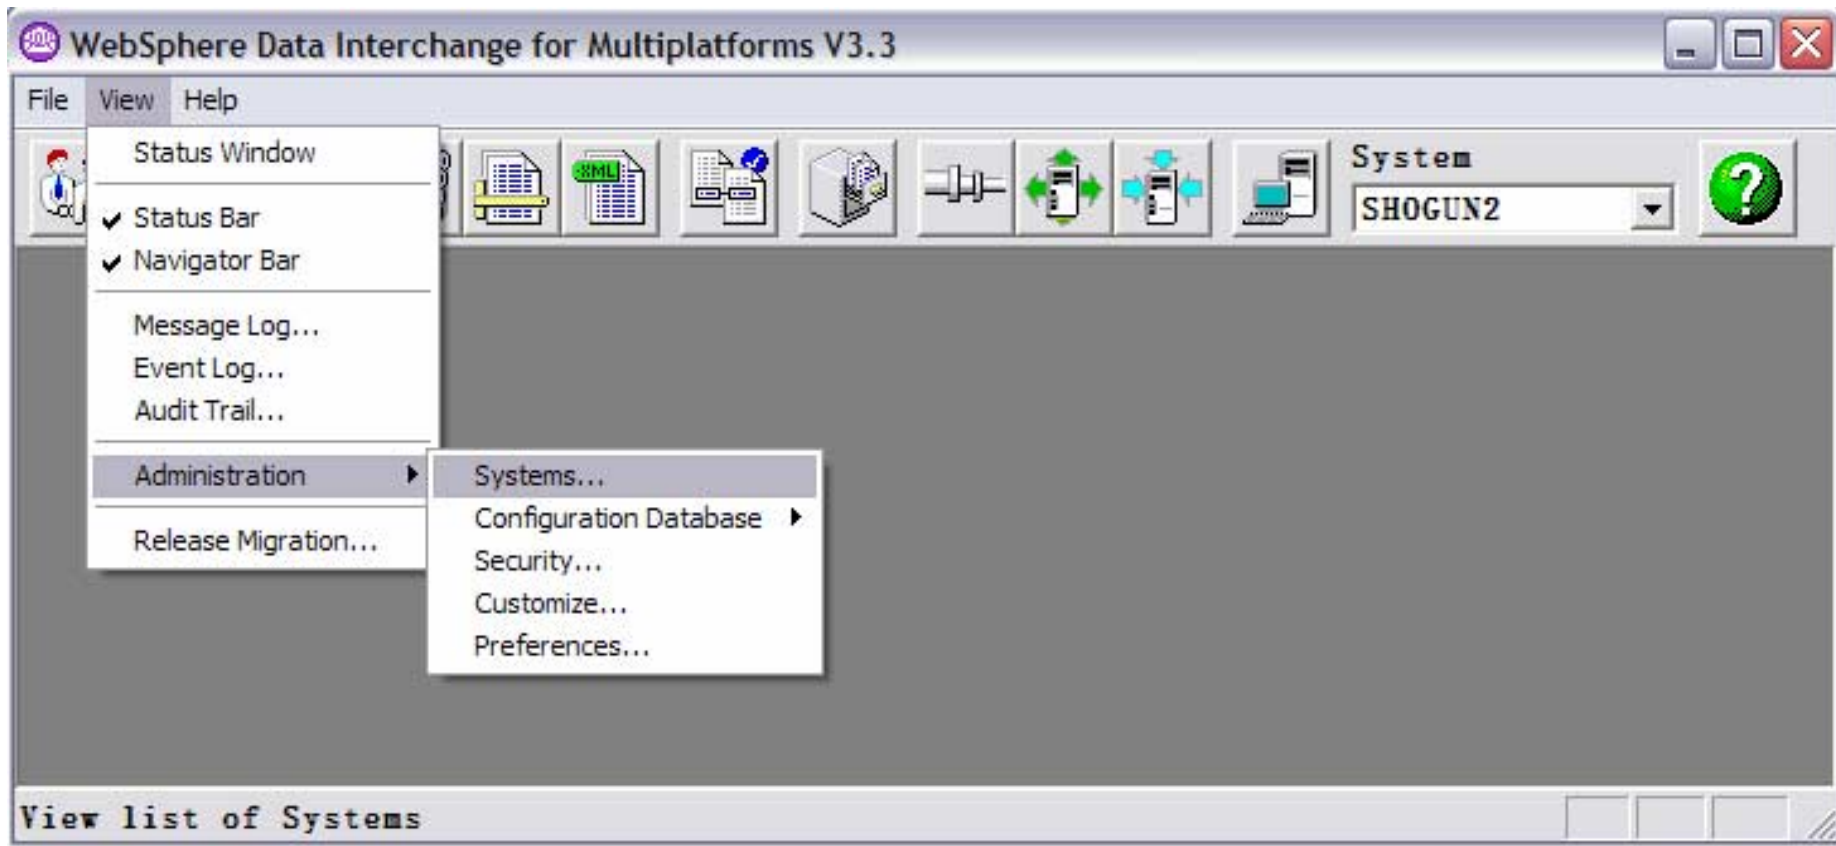 WebSphere Data Interchange for Multiplatforms V3.3
File View Help
XML
System
SHOGUN2
Status Window
Status Bar
Navigator Bar
Message Log...
Event Log...
Audit Trail...
Administration
Release Migration...
Systems...
Configuration Database
Security...
Customize...
Preferences...
View list of Systems